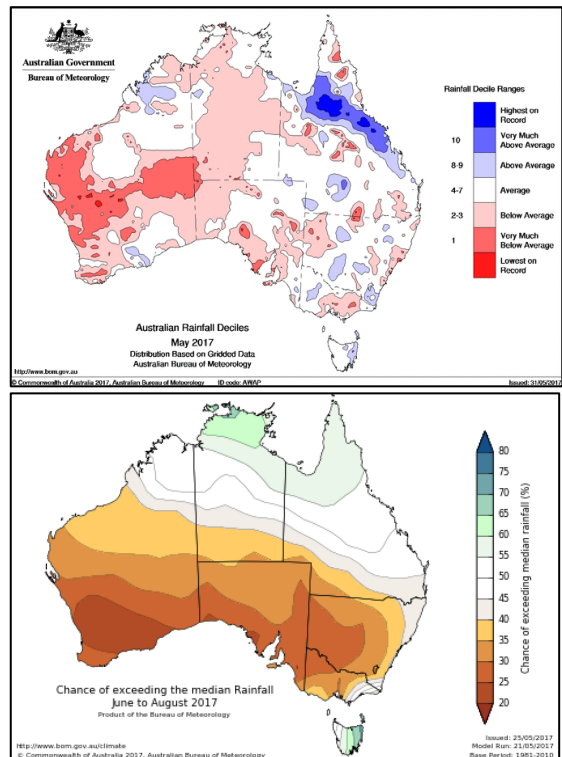 Australian Government
Bureau of Meteorology
Rainfall Decile Ranges
Highest on
Record
10
Very Much
Above Average
8-9
Above Average
4-7
Average
2-3
Below Average
1
Very Much
Below Average
Lowest on
Record
Australian Rainfall Deciles
May 2017
Distribution Based on Gridded Data
Australian Bureau of Meteorology
http://www.bom.gov.au
© Commonwealth of Australia 2017, Australian Bureau of Meteorology ID code: AWAP Issued: 31/05/2017
80
75
70
65
60
55
50
45
40
35
30
25
20
Chance of exceeding median rainfall (%)
Chance of exceeding the median Rainfall
June to August 2017
Product of the Bureau of Meteorology
http://www.bom.gov.au/climate
© Commonwealth of Australia 2017, Australian Bureau of Meteorology
Issued: 25/05/2017
Model Run: 21/05/2017
Base Period: 1981-2010